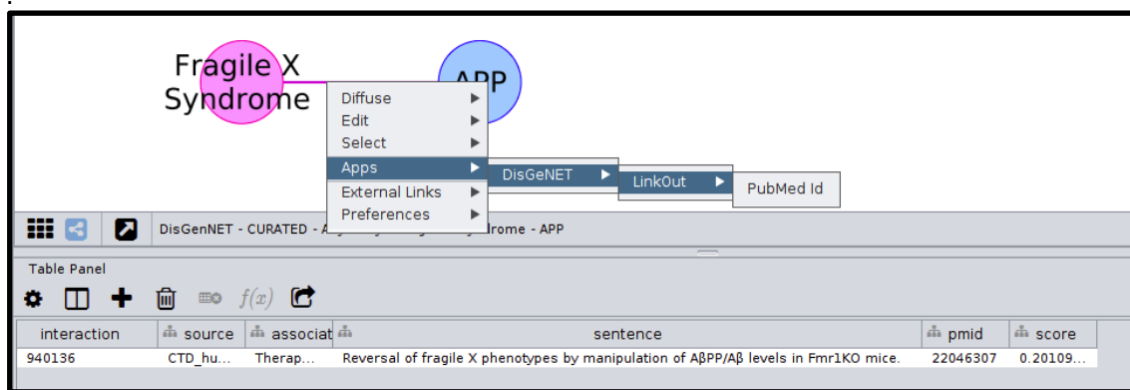 Fragile X
Syndrome
APP
Diffuse
Edit
Select
Apps
External Links
Preferences
DisGeNET
LinkOut
PubMed Id
DisGenNET - CURATED - A
rome - APP
Table Panel
f(x)
interaction source associat sentence pmid score
940136 CTD_hu... Therap... Reversal of fragile X phenotypes by manipulation of AβPP/Aβ levels in Fmr1KO mice. 22046307 0.20109...